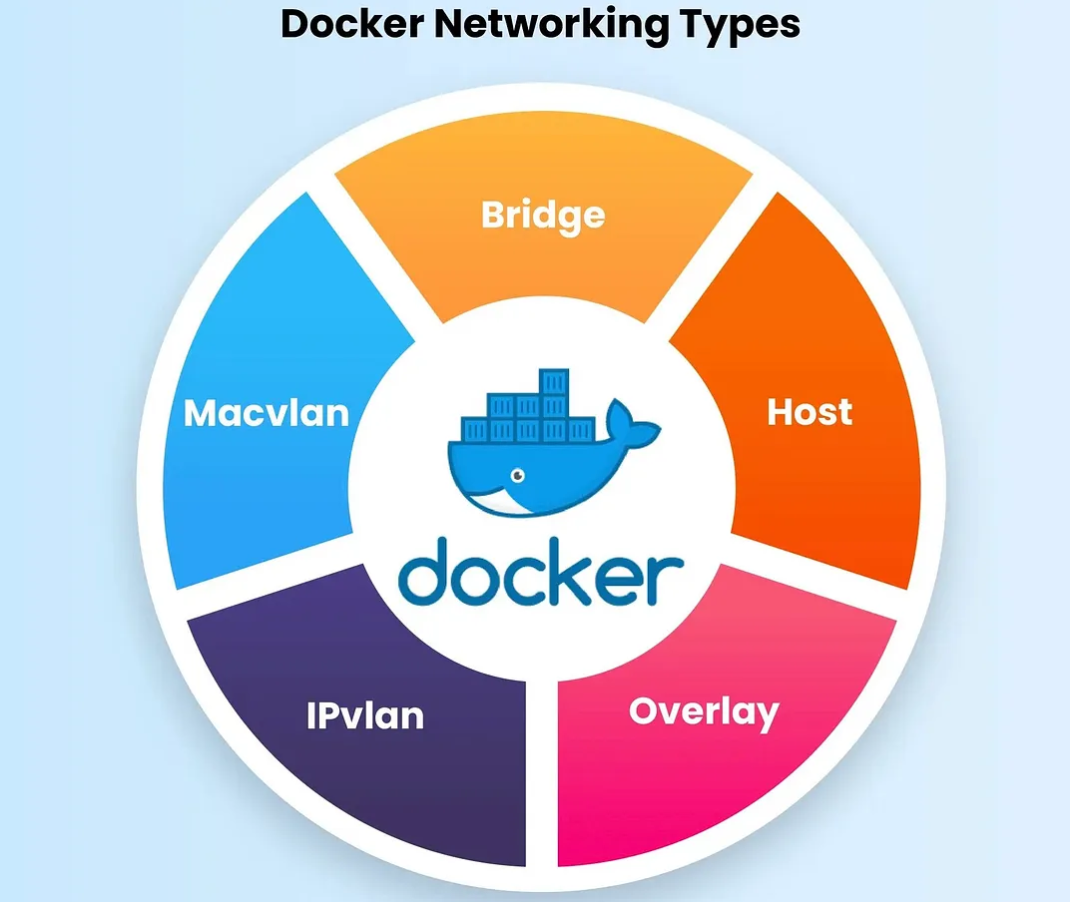 Docker Networking Types
Bridge
Macvlan
Host
docker
IPvlan
Overlay